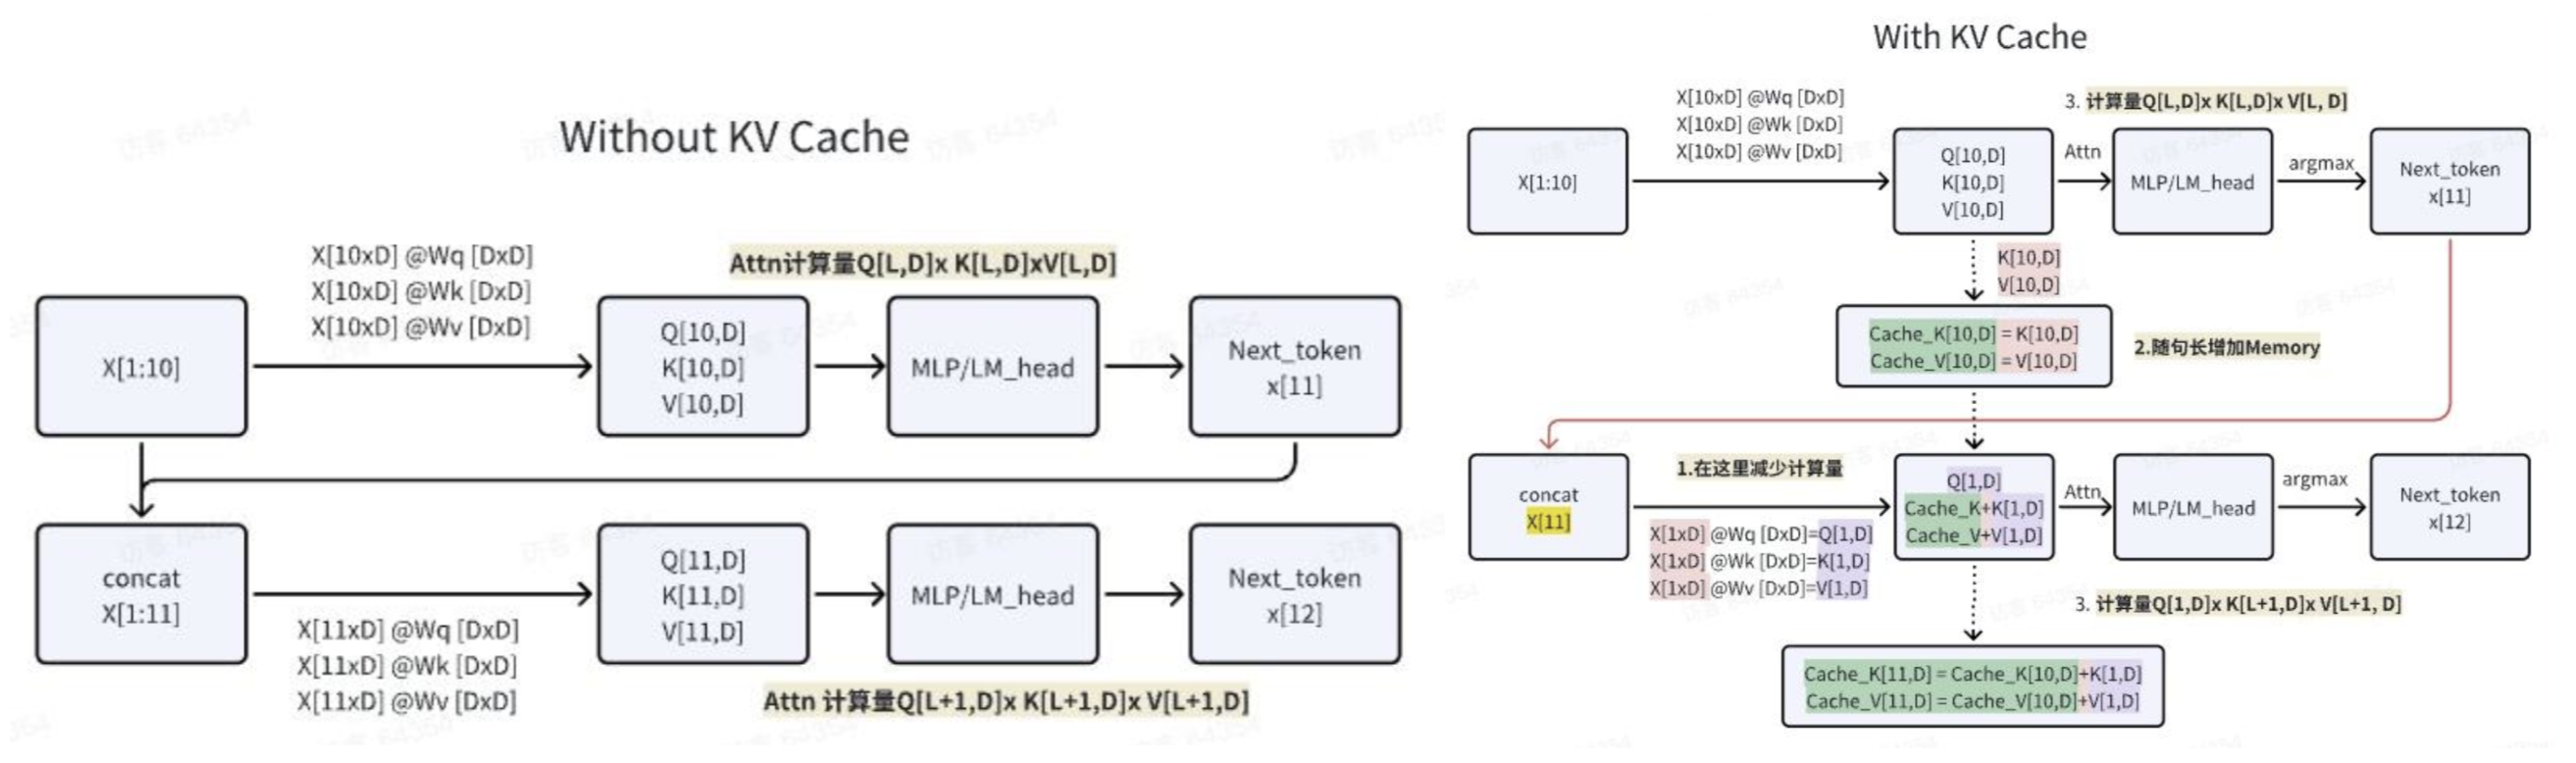 Without KV Cache
X[10xD] @Wq [DxD]
X[10xD] @Wk [DxD]
X[10xD] @Wv [DxD]
Attn计算量Q[L,D]x K[L,D]xV[L,D]
X[1:10]
Q[10,D]
K[10,D]
V[10,D]
MLP/LM_head
Next_token
x[11]
concat
X[1:11]
X[11xD] @Wq [DxD]
X[11xD] @Wk [DxD]
X[11xD] @Wv [DxD]
Q[11,D]
K[11,D]
V[11,D]
MLP/LM_head
Next_token
x[12]
Attn 计算量Q[L+1,D]x K[L+1,D]x V[L+1,D]
With KV Cache
X[10xD] @Wq [DxD]
X[10xD] @Wk [DxD]
X[10xD] @Wv [DxD]
3. 计算量Q[L,D]x K[L,D]x V[L, D]
X[1:10]
Q[10,D]
K[10,D]
V[10,D]
Attn
MLP/LM_head
argmax
Next_token
x[11]
K[10,D]
V[10,D]
Cache_K[10,D] = K[10,D]
Cache_V[10,D] = V[10,D]
2.随句长增加Memory
concat
X[11]
1.在这里减少计算量
X[1xD] @Wq [DxD]=Q[1,D]
X[1xD] @Wk [DxD]=K[1,D]
X[1xD] @Wv [DxD]=V[1,D]
Q[1,D]
Cache_K+K[1,D]
Cache_V+V[1,D]
Attn
MLP/LM_head
argmax
Next_token
x[12]
3. 计算量Q[1,D]x K[L+1,D]x V[L+1, D]
Cache_K[11,D] = Cache_K[10,D]+K[1,D]
Cache_V[11,D] = Cache_V[10,D]+V[1,D]
访客 64354